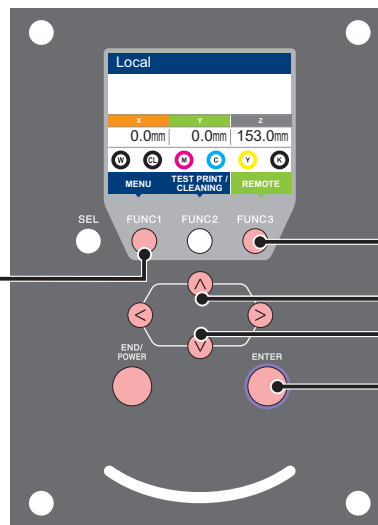 Local
X Y Z
0.0mm 0.0mm 153.0mm
W CL M C Y K
MENU TEST PRINT / CLEANING REMOTE
SEL FUNC1 FUNC2 FUNC3
END/
POWER
ENTER